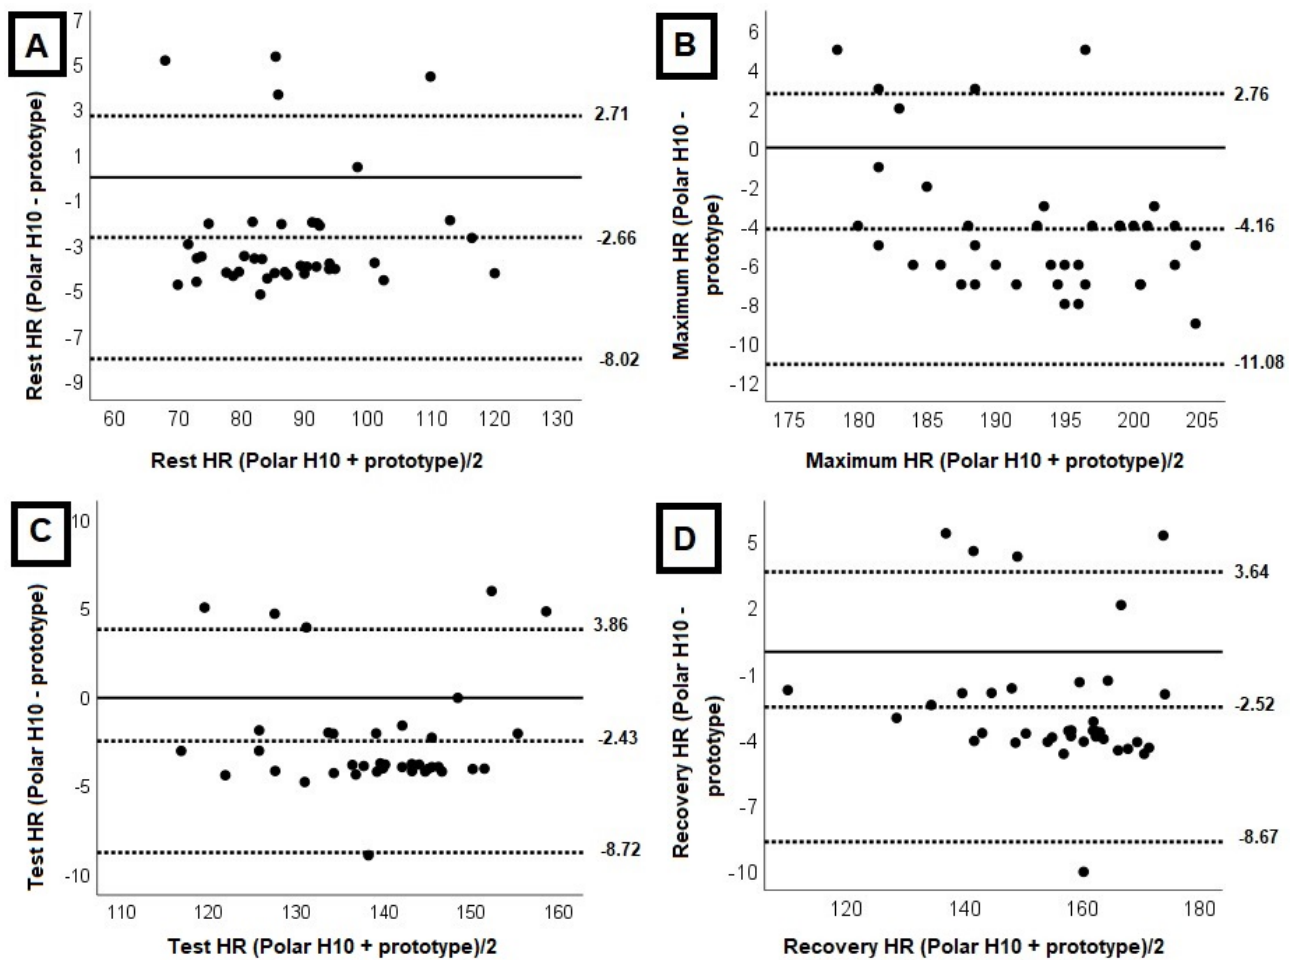 A
Rest HR (Polar H10 - prototype)
7
5
3
1
-1
-3
-5
-7
-9
2.71
-2.66
-8.02
60 70 80 90 100 110 120 130
Rest HR (Polar H10 + prototype)/2
B
Maximum HR (Polar H10 -
prototype)
6
4
2
0
-2
-4
-6
-8
-10
-12
2.76
-4.16
-11.08
175 180 185 190 195 200 205
Maximum HR (Polar H10 + prototype)/2
C
Test HR (Polar H10 - prototype)
10
5
0
-5
-10
3.86
-2.43
-8.72
110 120 130 140 150 160
Test HR (Polar H10 + prototype)/2
D
Recovery HR (Polar H10 -
prototype)
5
2
-1
-4
-7
-10
3.64
-2.52
-8.67
120 140 160 180
Recovery HR (Polar H10 + prototype)/2